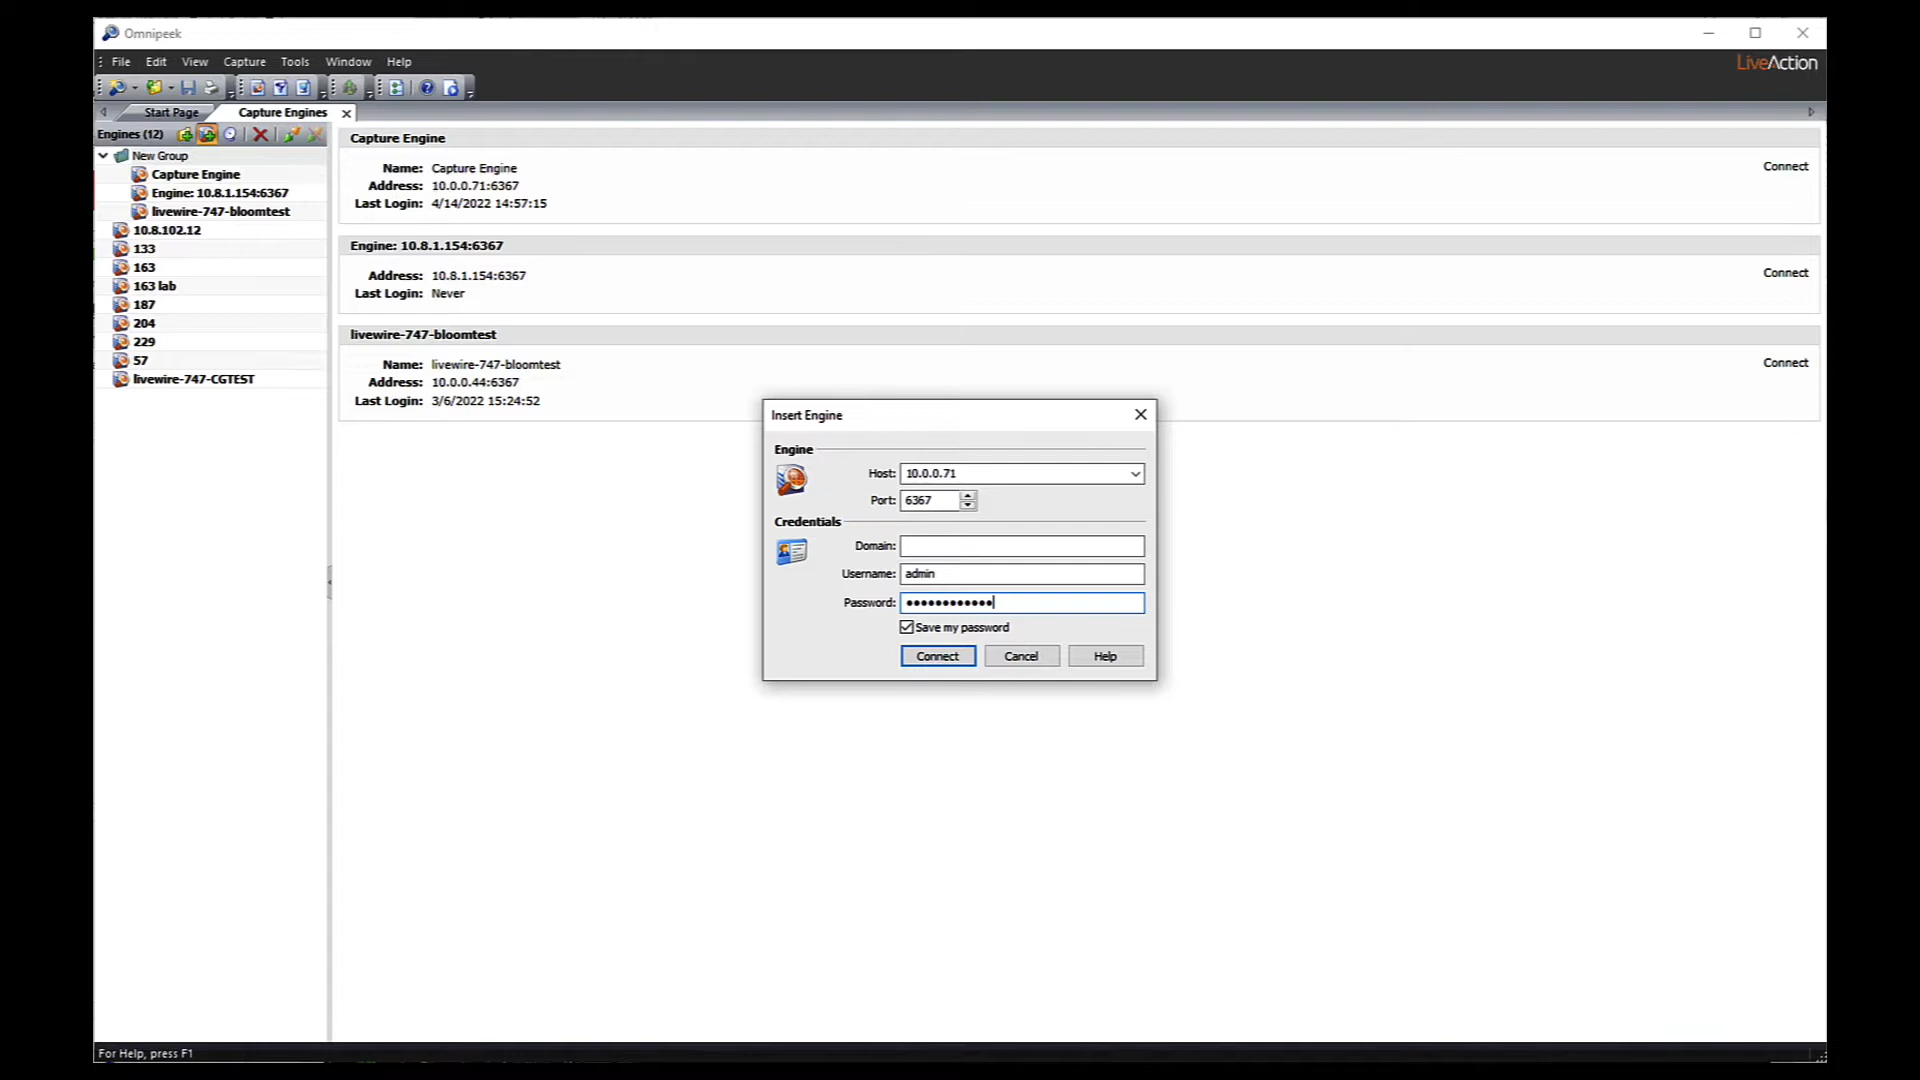 Omnipeek
File Edit View Capture Tools Window Help
LiveAction
Start Page Capture Engines
Engines (12)
New Group
Capture Engine
Engine: 10.8.1.154:6367
livewire-747-bloomtest
10.8.102.12
133
163
163 lab
187
204
229
57
livewire-747-CGTEST
Capture Engine
Name: Capture Engine
Connect
Address: 10.0.0.71:6367
Last Login: 4/14/2022 14:57:15
Engine: 10.8.1.154:6367
Address: 10.8.1.154:6367
Connect
Last Login: Never
livewire-747-bloomtest
Name: livewire-747-bloomtest
Connect
Address: 10.0.0.44:6367
Last Login: 3/6/2022 15:24:52
Insert Engine
Engine
Host: 10.0.0.71
Port: 6367
Credentials
Domain:
Username: admin
Password: ••••••••••••
Save my password
Connect Cancel Help
For Help, press F1